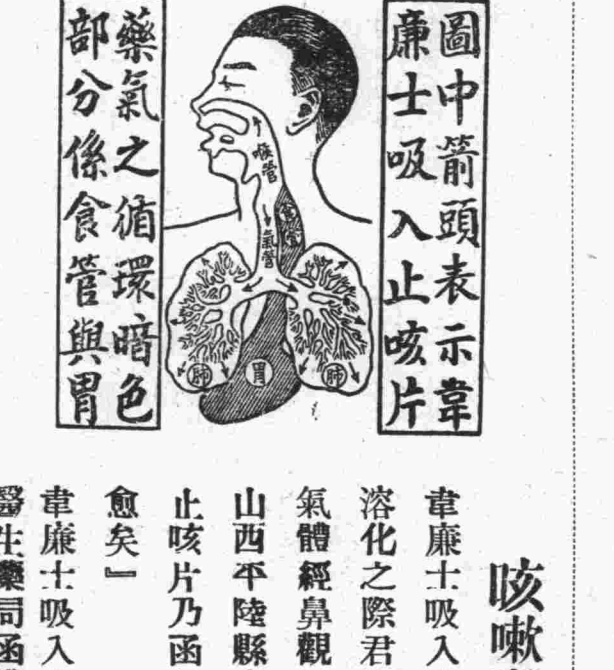 圖中箭頭表示韋
廉士吸入止咳片
藥氣之循環暗色
部分係食管與胃
喉管
氣管
食管
肺
胃
肺
咳嗽
韋廉士吸入
溶化之際君
氣體經鼻觀
山西平陸縣
止咳片乃函
愈矣』
韋廉士吸入
醫生藥局函